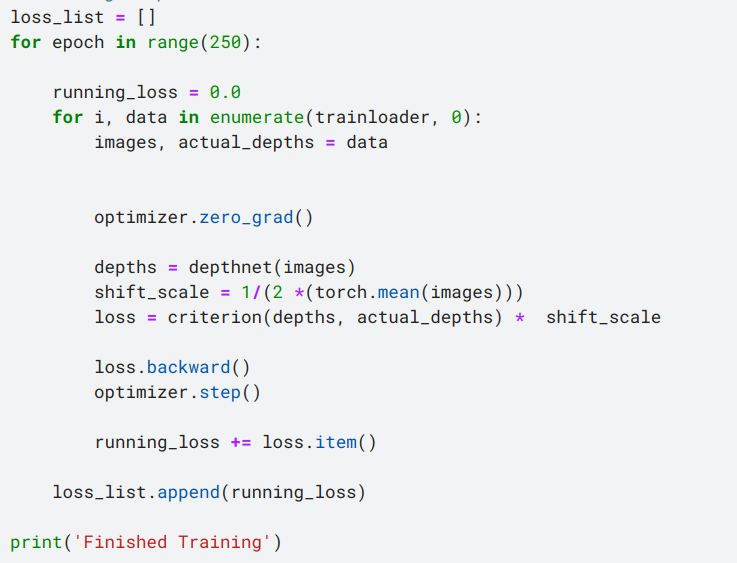 loss_list = []
for epoch in range(250):
running_loss = 0.0
for i, data in enumerate(trainloader, 0):
images, actual_depths = data
optimizer.zero_grad()
depths = depthnet(images)
shift_scale = 1/(2 *(torch.mean(images)))
loss = criterion(depths, actual_depths) *  shift_scale
loss.backward()
optimizer.step()
running_loss += loss.item()
loss_list.append(running_loss)
print('Finished Training')